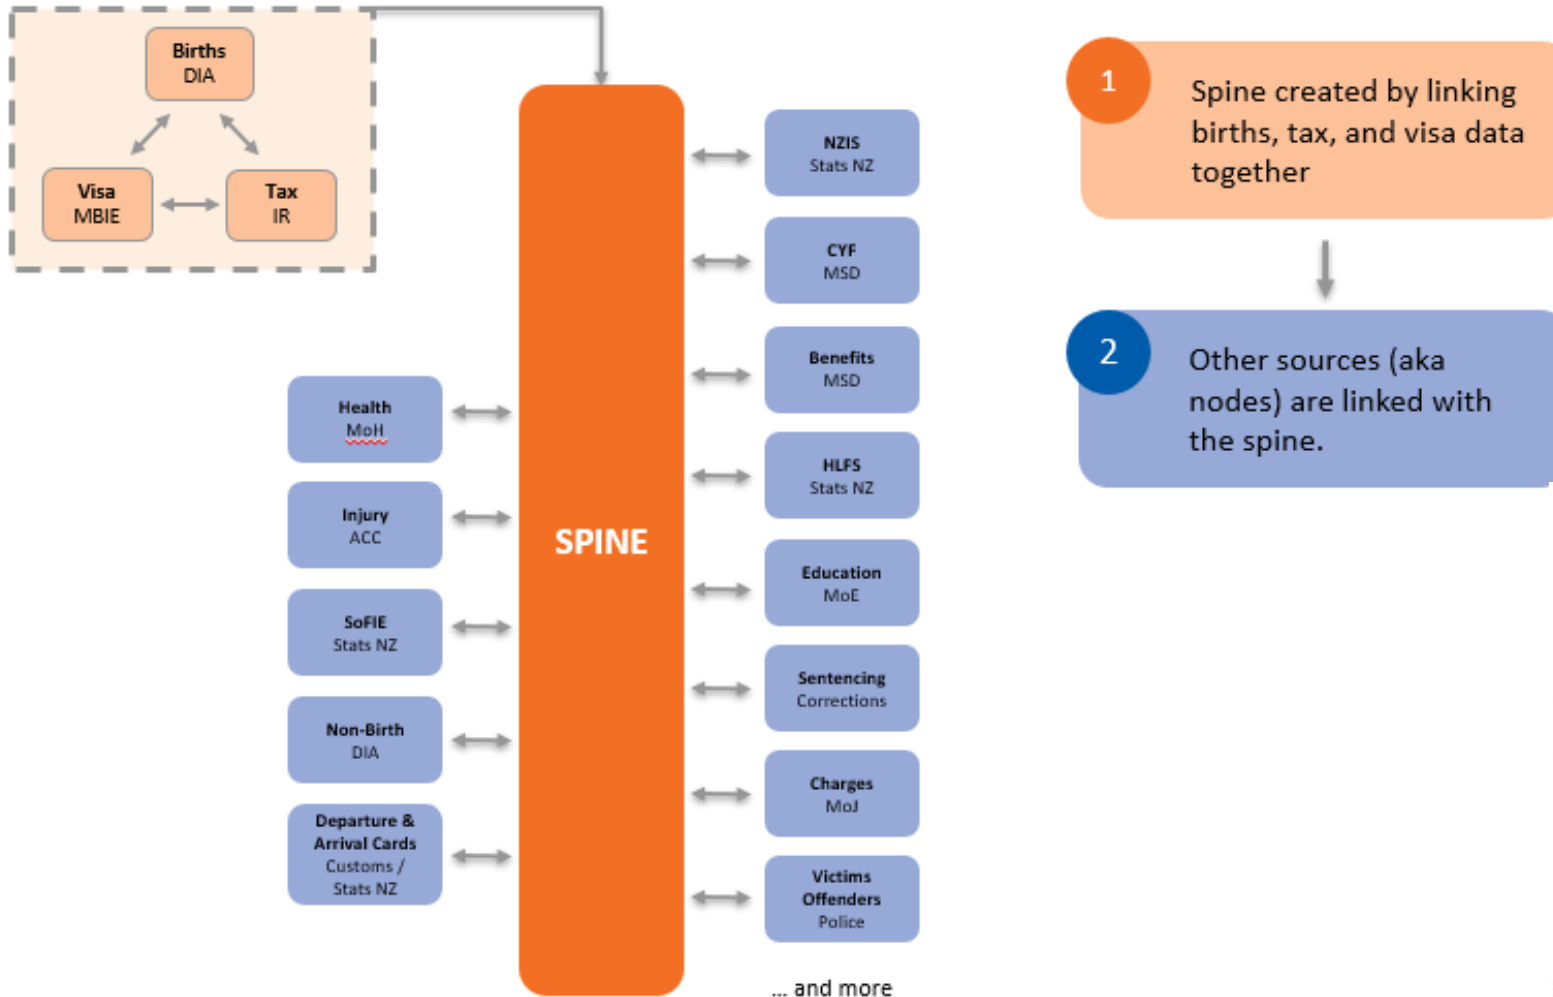 Births
DIA
Visa
MBIE
Tax
IR
Health
MoH
Injury
ACC
SoFIE
Stats NZ
Non-Birth
DIA
Departure &
Arrival Cards
Customs /
Stats NZ
SPINE
NZIS
Stats NZ
CYF
MSD
Benefits
MSD
HLFS
Stats NZ
Education
MoE
Sentencing
Corrections
Charges
MoJ
Victims
Offenders
Police
... and more
1
Spine created by linking
births, tax, and visa data
together
2
Other sources (aka
nodes) are linked with
the spine.